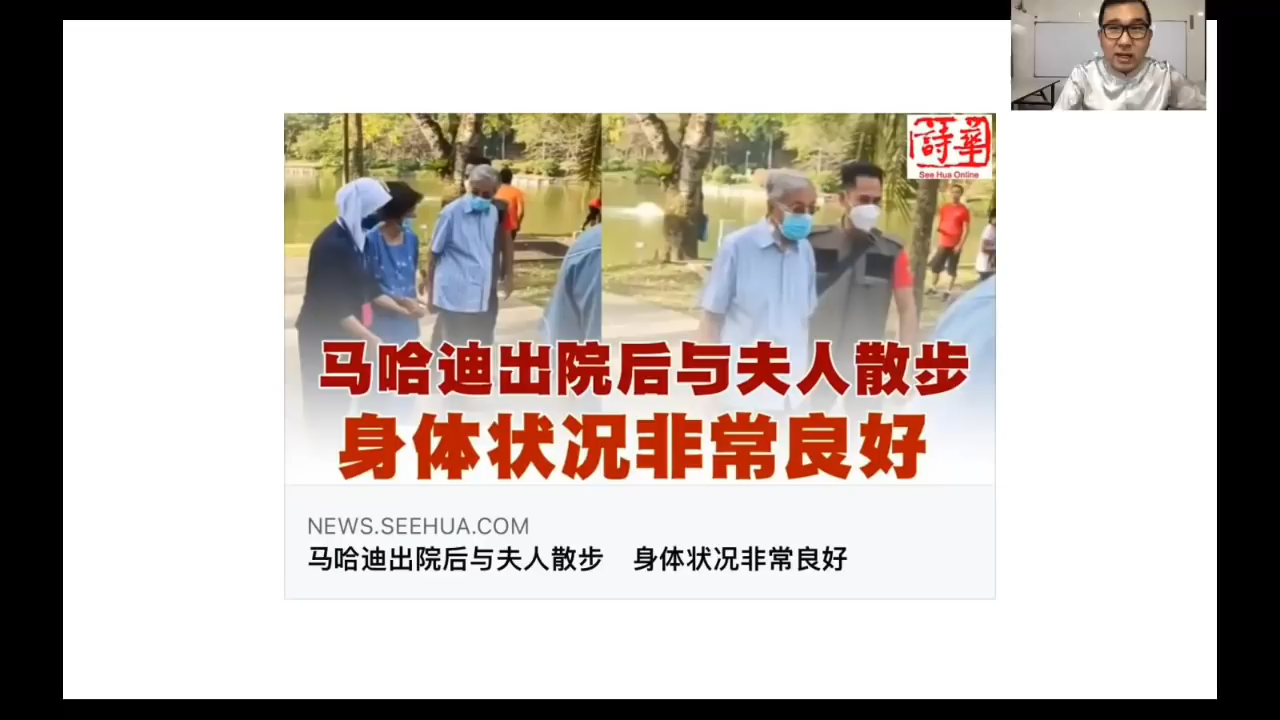 詩華
See Hua Online
马哈迪出院后与夫人散步
身体状况非常良好
NEWS.SEEHUA.COM
马哈迪出院后与夫人散步 身体状况非常良好